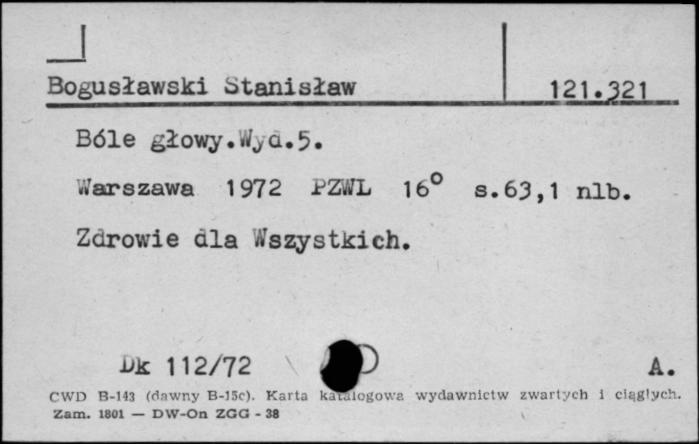 Bogusławski Stanisław 121.321
Bóle głowy.Wyd.5.
Warszawa 1972 PZWL 16° s.63,1 nlb.
Zdrowie dla Wszystkich.
Dk 112/72 A.
CWD B-143 (dawny B-15c). Karta katalogowa wydawnictw zwartych i ciągłych.
Zam. 1801 — DW-On ZGG - 38